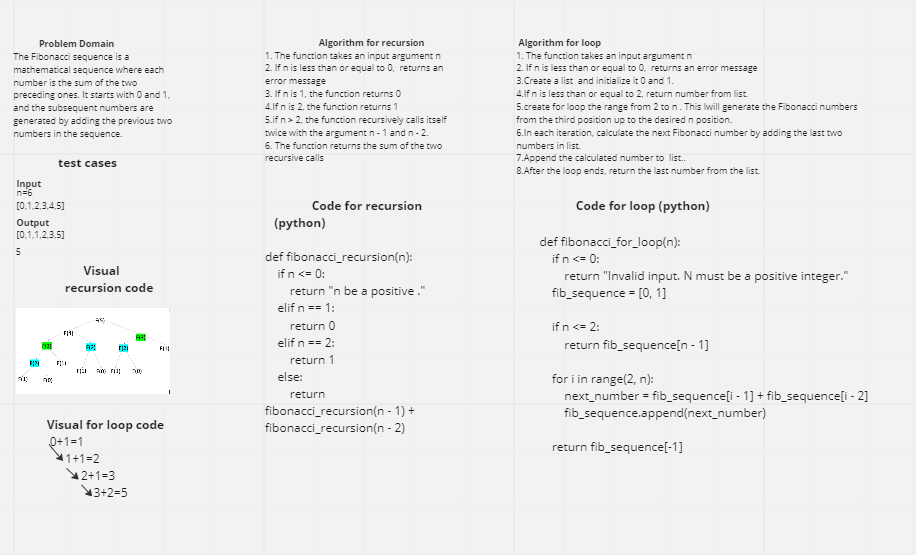 Problem Domain
The Fibonacci sequence is a
mathematical sequence where each
number is the sum of the two
preceding ones. It starts with 0 and 1,
and the subsequent numbers are
generated by adding the previous two
numbers in the sequence.
test cases
Input
n=6
[0,1,2,3,4,5]
Output
[0,1,1,2,3,5]
5
Visual
recursion code
F(5)
F(4)
F(3)
F(3)
F(2)
F(2)
F(1)
F(2)
F(1)
F(1)
F(0)
F(1)
F(0)
F(1)
F(0)
Visual for loop code
0+1=1
1+1=2
2+1=3
3+2=5
Algorithm for recursion
1. The function takes an input argument n
2. If n is less than or equal to 0, returns an
error message
3. If n is 1, the function returns 0
4.If n is 2, the function returns 1
5.if n > 2, the function recursively calls itself
twice with the argument n - 1 and n - 2.
6. The function returns the sum of the two
recursive calls
Code for recursion
(python)
def fibonacci_recursion(n):
if n <= 0:
return "n be a positive ."
elif n == 1:
return 0
elif n == 2:
return 1
else:
return
fibonacci_recursion(n - 1) +
fibonacci_recursion(n - 2)
Algorithm for loop
1. The function takes an input argument n
2. If n is less than or equal to 0, returns an error message
3.Create a list and initialize it 0 and 1.
4.If n is less than or equal to 2, return number from list.
5.create for loop the range from 2 to n . This lwill generate the Fibonacci numbers
from the third position up to the desired n position.
6.In each iteration, calculate the next Fibonacci number by adding the last two
numbers in list.
7.Append the calculated number to list..
8.After the loop ends, return the last number from the list.
Code for loop (python)
def fibonacci_for_loop(n):
if n <= 0:
return "Invalid input. N must be a positive integer."
fib_sequence = [0, 1]
if n <= 2:
return fib_sequence[n - 1]
for i in range(2, n):
next_number = fib_sequence[i - 1] + fib_sequence[i - 2]
fib_sequence.append(next_number)
return fib_sequence[-1]